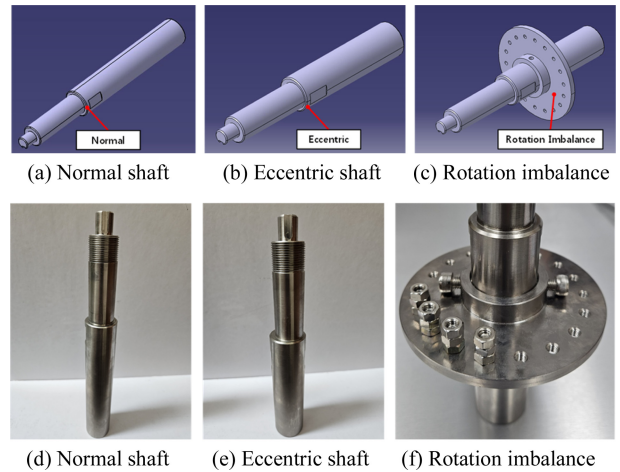 Normal
Eccentric
Rotation Imbalance
(a) Normal shaft
(b) Eccentric shaft
(c) Rotation imbalance
(d) Normal shaft
(e) Eccentric shaft
(f) Rotation imbalance